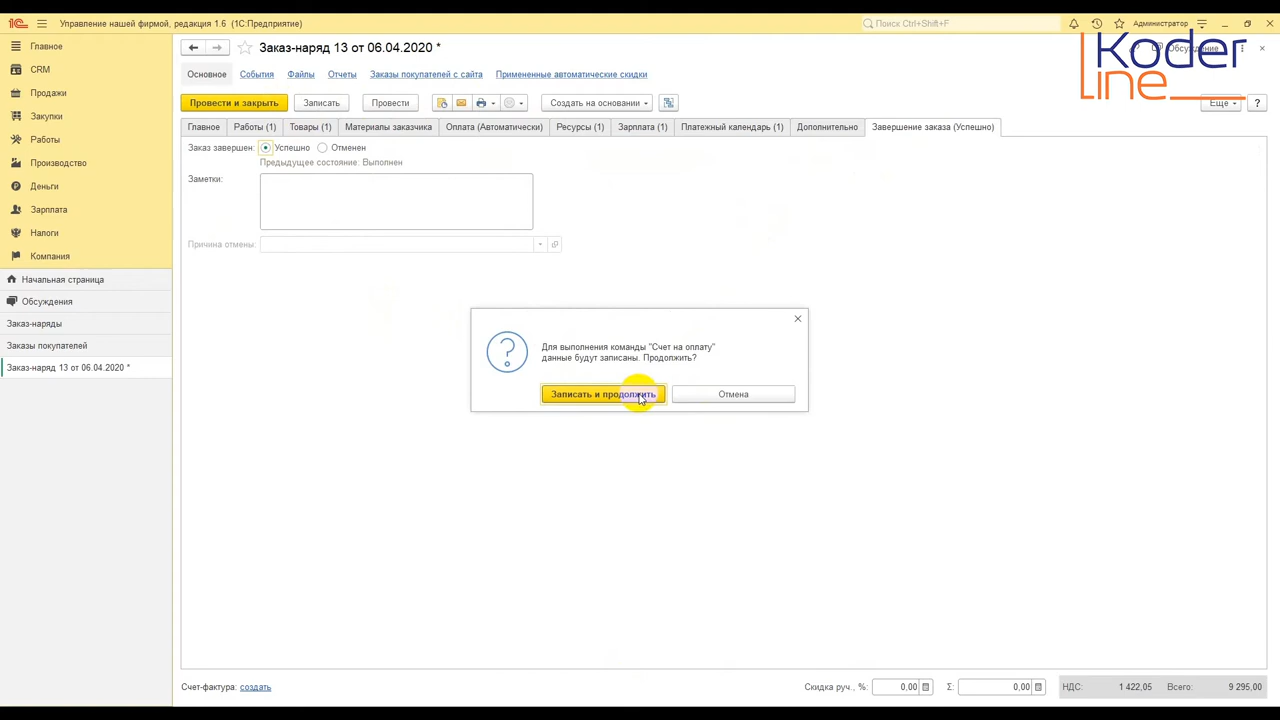 1С Управление нашей фирмой, редакция 1.6 (1С:Предприятие)
Поиск Ctrl+Shift+F
Администратор
Главное
CRM
Продажи
Закупки
Работы
Производство
Деньги
Зарплата
Налоги
Компания
Начальная страница
Обсуждения
Заказ-наряды
Заказы покупателей
Заказ-наряд 13 от 06.04.2020 *
Заказ-наряд 13 от 06.04.2020 *
Обсуждение
Koder
line
Основное События Файлы Отчеты Заказы покупателей с сайта Примененные автоматические скидки
Провести и закрыть Записать Провести Создать на основании Еще ?
Главное Работы (1) Товары (1) Материалы заказчика Оплата (Автоматически) Ресурсы (1) Зарплата (1) Платежный календарь (1) Дополнительно Завершение заказа (Успешно)
Заказ завершен: Успешно Отменен
Предыдущее состояние: Выполнен
Заметки:
Причина отмены:
Для выполнения команды "Счет на оплату"
данные будут записаны. Продолжить?
Записать и продолжить Отмена
Счет-фактура: создать
Скидка руч., %: 0,00 Σ: 0,00 НДС: 1 422,05 Всего: 9 295,00